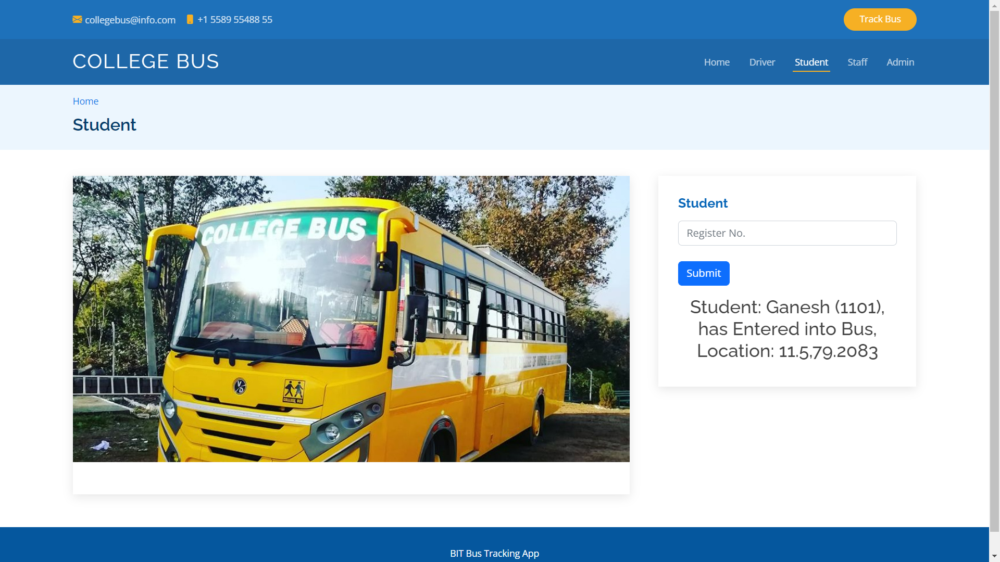 collegebus@info.com +1 5589 55488 55 Track Bus
COLLEGE BUS Home Driver Student Staff Admin
Home
Student
COLLEGE BUS
COLLLEGE BUS
Student
Register No.
Submit
Student: Ganesh (1101),
has Entered into Bus,
Location: 11.5,79.2083
BIT Bus Tracking App